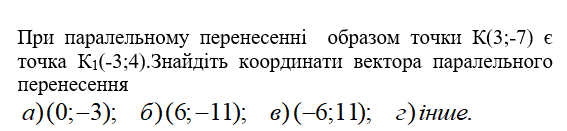 При паралельному перенесенні образом точки К(3;-7) є
точка К₁(-3;4).Знайдіть координати вектора паралельного
перенесення
а)(0;−3); б)(6;−11); в)(−6;11); г)інше.